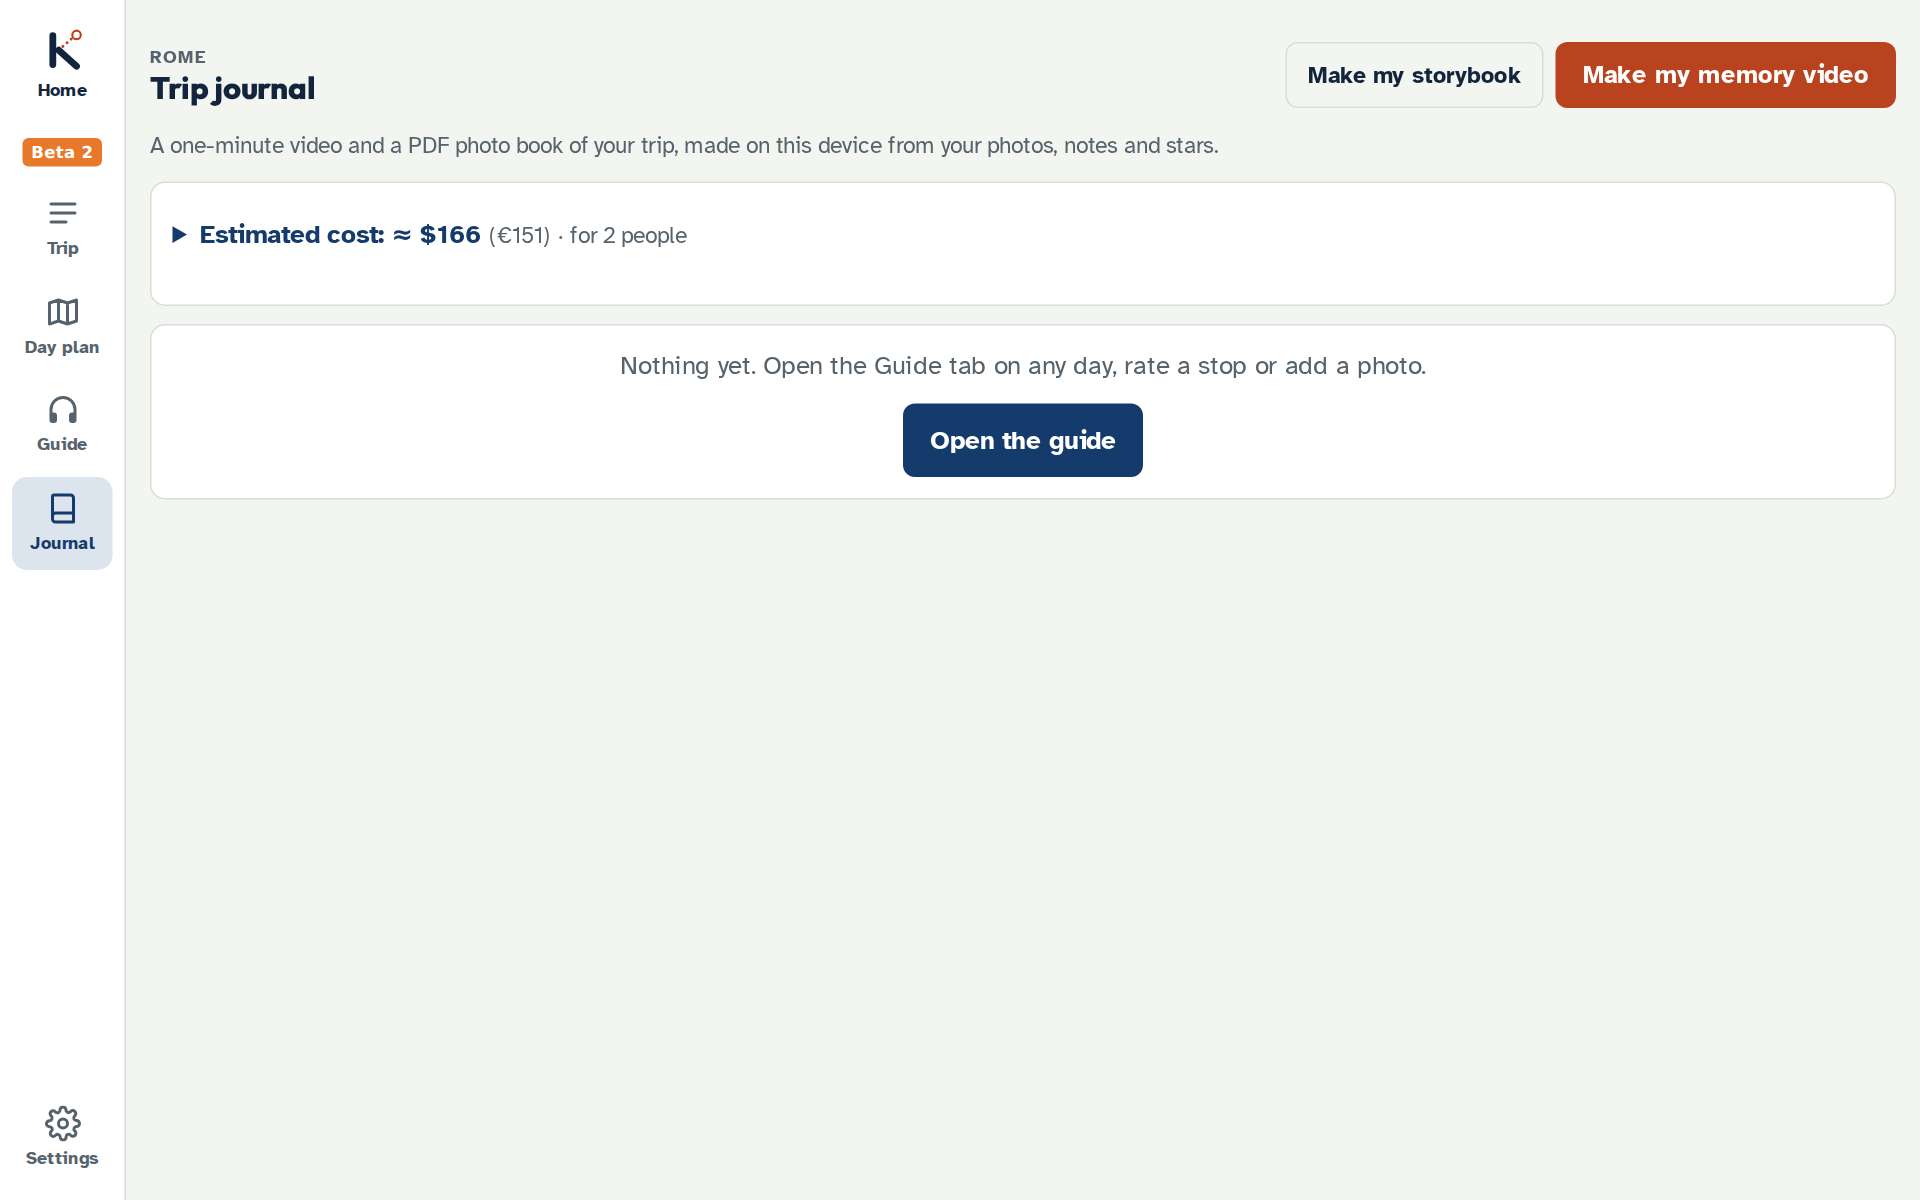 Home
Beta 2
Trip
Day plan
Guide
Journal
Settings
ROME
Trip journal
Make my storybook
Make my memory video
A one-minute video and a PDF photo book of your trip, made on this device from your photos, notes and stars.
Estimated cost: ≈ $166 (€151) · for 2 people
Nothing yet. Open the Guide tab on any day, rate a stop or add a photo.
Open the guide